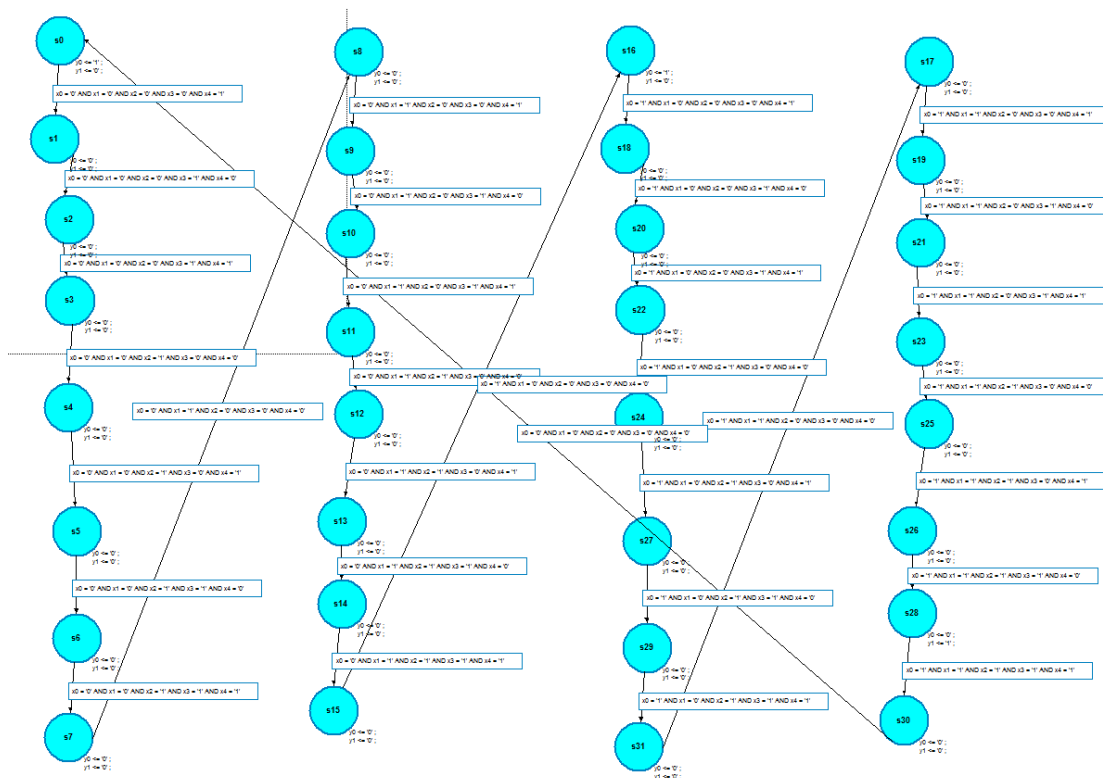 s0
y0 <= '1' ;
y1 <= '0' ;
x0 = '0' AND x1 = '0' AND x2 = '0' AND x3 = '0' AND x4 = '1'
s1
y0 <= '0' ;
y1 <= '0' ;
x0 = '0' AND x1 = '0' AND x2 = '0' AND x3 = '1' AND x4 = '0'
s2
y0 <= '0' ;
y1 <= '0' ;
x0 = '0' AND x1 = '0' AND x2 = '0' AND x3 = '1' AND x4 = '1'
s3
y0 <= '0' ;
y1 <= '0' ;
x0 = '0' AND x1 = '0' AND x2 = '1' AND x3 = '0' AND x4 = '0'
s4
y0 <= '0' ;
y1 <= '0' ;
x0 = '0' AND x1 = '0' AND x2 = '1' AND x3 = '0' AND x4 = '1'
s5
y0 <= '0' ;
y1 <= '0' ;
x0 = '0' AND x1 = '0' AND x2 = '1' AND x3 = '1' AND x4 = '0'
s6
y0 <= '0' ;
y1 <= '0' ;
x0 = '0' AND x1 = '0' AND x2 = '1' AND x3 = '1' AND x4 = '1'
s7
y0 <= '0' ;
y1 <= '0' ;
x0 = '0' AND x1 = '1' AND x2 = '0' AND x3 = '0' AND x4 = '0'
s8
y0 <= '0' ;
y1 <= '0' ;
x0 = '0' AND x1 = '1' AND x2 = '0' AND x3 = '0' AND x4 = '1'
s9
y0 <= '0' ;
y1 <= '0' ;
x0 = '0' AND x1 = '1' AND x2 = '0' AND x3 = '1' AND x4 = '0'
s10
y0 <= '0' ;
y1 <= '0' ;
x0 = '0' AND x1 = '1' AND x2 = '0' AND x3 = '1' AND x4 = '1'
s11
y0 <= '0' ;
y1 <= '0' ;
x0 = '0' AND x1 = '1' AND x2 = '1' AND x3 = '0' AND x4 = '0'
s12
y0 <= '0' ;
y1 <= '0' ;
x0 = '0' AND x1 = '1' AND x2 = '1' AND x3 = '0' AND x4 = '1'
s13
y0 <= '0' ;
y1 <= '0' ;
x0 = '0' AND x1 = '1' AND x2 = '1' AND x3 = '1' AND x4 = '0'
s14
y0 <= '0' ;
y1 <= '0' ;
x0 = '0' AND x1 = '1' AND x2 = '1' AND x3 = '1' AND x4 = '1'
s15
y0 <= '0' ;
y1 <= '0' ;
x0 = '1' AND x1 = '0' AND x2 = '0' AND x3 = '0' AND x4 = '0'
x0 = '0' AND x1 = '0' AND x2 = '0' AND x3 = '0' AND x4 = '0'
s16
y0 <= '1' ;
y1 <= '0' ;
x0 = '1' AND x1 = '0' AND x2 = '0' AND x3 = '0' AND x4 = '1'
s18
y0 <= '0' ;
y1 <= '0' ;
x0 = '1' AND x1 = '0' AND x2 = '0' AND x3 = '1' AND x4 = '0'
s20
y0 <= '0' ;
y1 <= '0' ;
x0 = '1' AND x1 = '0' AND x2 = '0' AND x3 = '1' AND x4 = '1'
s22
y0 <= '0' ;
y1 <= '0' ;
x0 = '1' AND x1 = '0' AND x2 = '1' AND x3 = '0' AND x4 = '0'
s24
y0 <= '0' ;
y1 <= '0' ;
x0 = '1' AND x1 = '0' AND x2 = '1' AND x3 = '0' AND x4 = '1'
s27
y0 <= '0' ;
y1 <= '0' ;
x0 = '1' AND x1 = '0' AND x2 = '1' AND x3 = '1' AND x4 = '0'
s29
y0 <= '0' ;
y1 <= '0' ;
x0 = '1' AND x1 = '0' AND x2 = '1' AND x3 = '1' AND x4 = '1'
s31
y0 <= '0' ;
y1 <= '0' ;
x0 = '1' AND x1 = '1' AND x2 = '0' AND x3 = '0' AND x4 = '0'
s17
y0 <= '0' ;
y1 <= '0' ;
x0 = '1' AND x1 = '1' AND x2 = '0' AND x3 = '0' AND x4 = '1'
s19
y0 <= '0' ;
y1 <= '0' ;
x0 = '1' AND x1 = '1' AND x2 = '0' AND x3 = '1' AND x4 = '0'
s21
y0 <= '0' ;
y1 <= '0' ;
x0 = '1' AND x1 = '1' AND x2 = '0' AND x3 = '1' AND x4 = '1'
s23
y0 <= '0' ;
y1 <= '0' ;
x0 = '1' AND x1 = '1' AND x2 = '1' AND x3 = '0' AND x4 = '0'
s25
y0 <= '0' ;
y1 <= '0' ;
x0 = '1' AND x1 = '1' AND x2 = '1' AND x3 = '0' AND x4 = '1'
s26
y0 <= '0' ;
y1 <= '0' ;
x0 = '1' AND x1 = '1' AND x2 = '1' AND x3 = '1' AND x4 = '0'
s28
y0 <= '0' ;
y1 <= '1' ;
x0 = '1' AND x1 = '1' AND x2 = '1' AND x3 = '1' AND x4 = '1'
s30
y0 <= '0' ;
y1 <= '0' ;